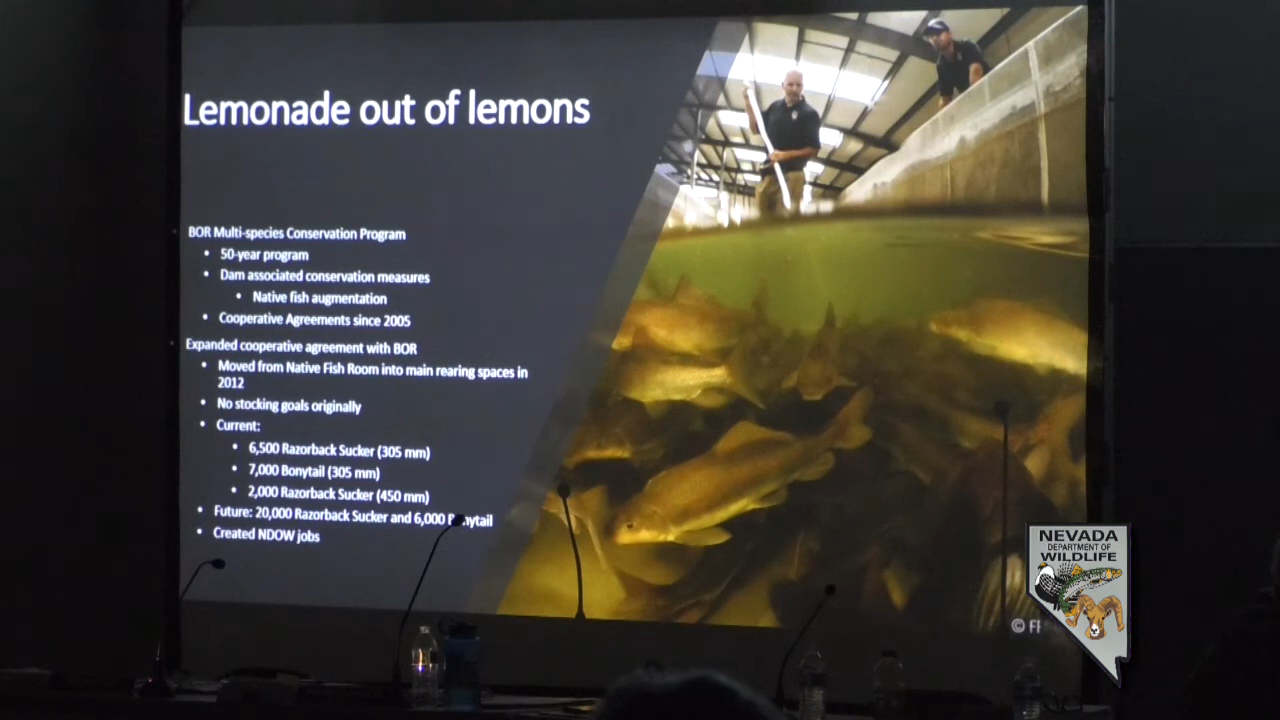 Lemonade out of lemons
BOR Multi-species Conservation Program
• 50-year program
• Dam associated conservation measures
• Native fish augmentation
• Cooperative Agreements since 2005
Expanded cooperative agreement with BOR
• Moved from Native Fish Room into main rearing spaces in
2012
• No stocking goals originally
• Current:
• 6,500 Razorback Sucker (305 mm)
• 7,000 Bonytail (305 mm)
• 2,000 Razorback Sucker (450 mm)
• Future: 20,000 Razorback Sucker and 6,000
• Created NDOW jobs
NEVADA
DEPARTMENT OF
WILDLIFE
©